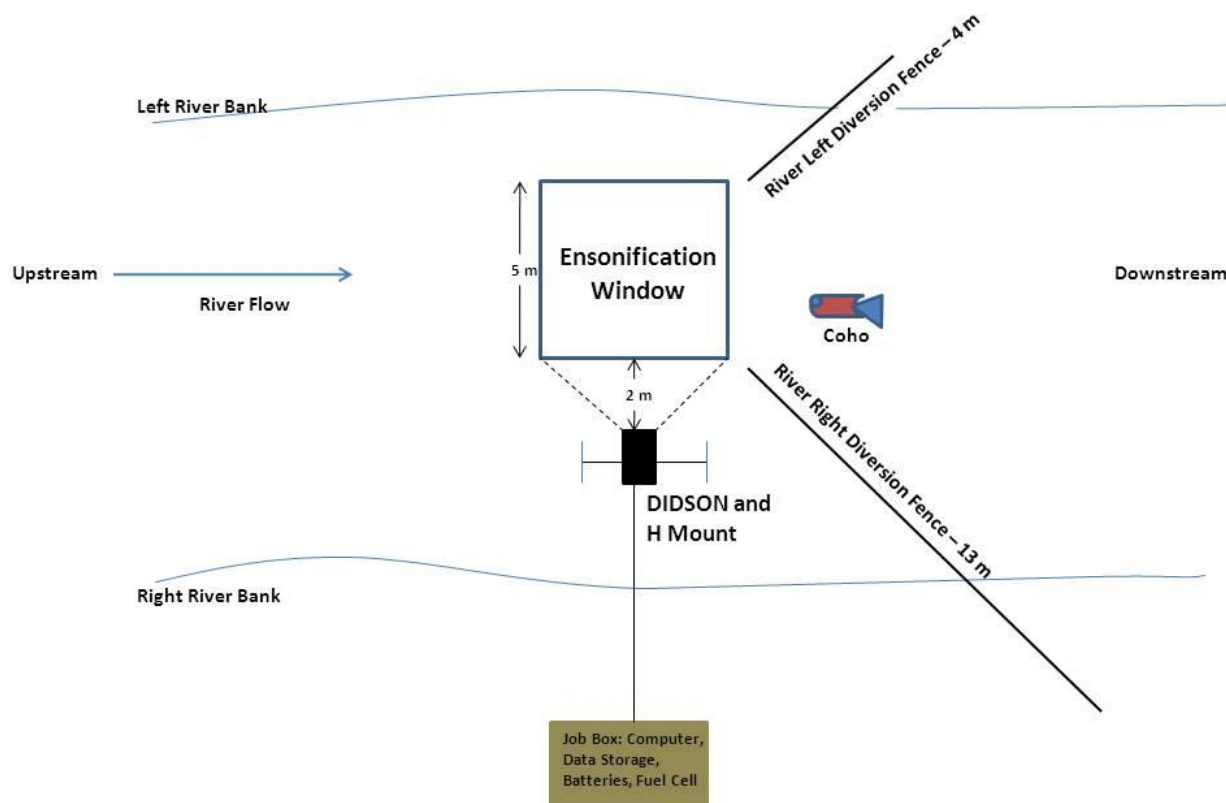 River Left Diversion Fence – 4 m
Left River Bank
Ensonification
Window
5 m
Upstream
River Flow
Downstream
Coho
2 m
River Right Diversion Fence – 13 m
DIDSON and
H Mount
Right River Bank
Job Box: Computer,
Data Storage,
Batteries, Fuel Cell